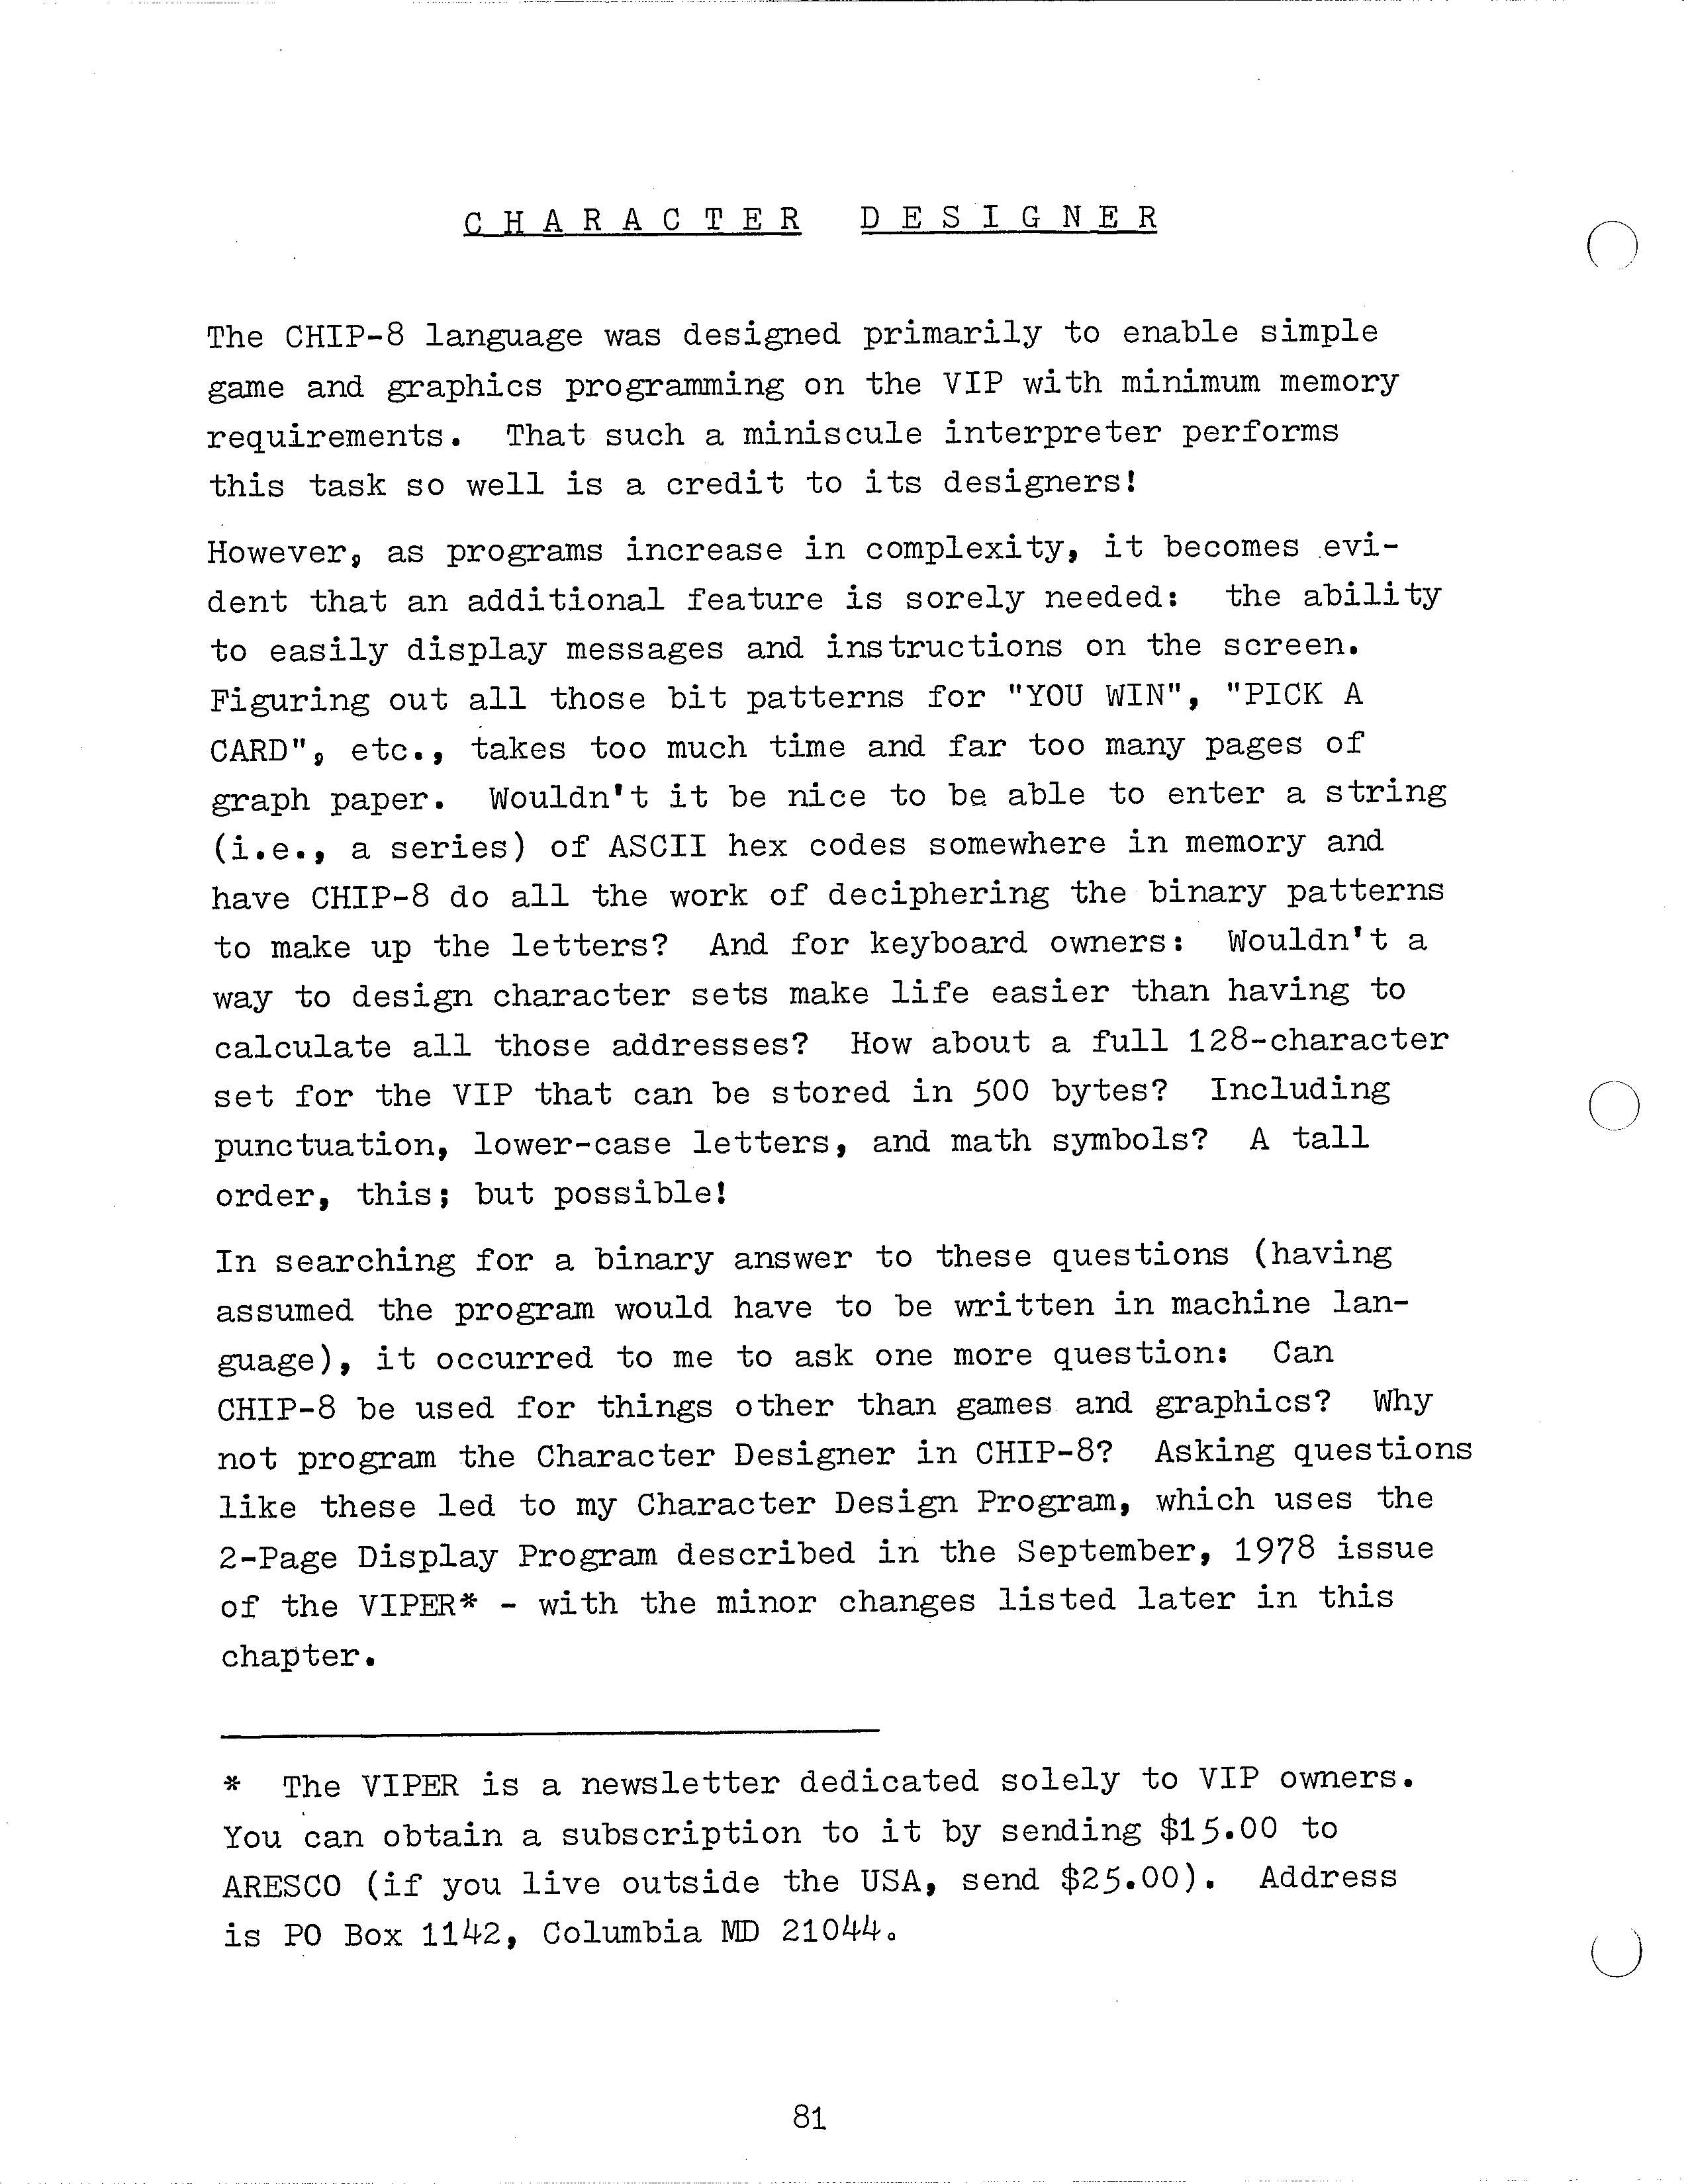 CHARACTER DESIGNER
The CHIP-8 language was designed primarily to enable simple
game and graphics programming on the VIP with minimum memory
requirements. That such a miniscule interpreter performs
this task so well is a credit to its designers!
However, as programs increase in complexity, it becomes evi-
dent that an additional feature is sorely needed: the ability
to easily display messages and instructions on the screen.
Figuring out all those bit patterns for "YOU WIN", "PICK A
CARD", etc., takes too much time and far too many pages of
graph paper. Wouldn't it be nice to be able to enter a string
(i.e., a series) of ASCII hex codes somewhere in memory and
have CHIP-8 do all the work of deciphering the binary patterns
to make up the letters? And for keyboard owners: Wouldn't a
way to design character sets make life easier than having to
calculate all those addresses? How about a full 128-character
set for the VIP that can be stored in 500 bytes? Including
punctuation, lower-case letters, and math symbols? A tall
order, this; but possible!
In searching for a binary answer to these questions (having
assumed the program would have to be written in machine lan-
guage), it occurred to me to ask one more question: Can
CHIP-8 be used for things other than games and graphics? Why
not program the Character Designer in CHIP-8? Asking questions
like these led to my Character Design Program, which uses the
2-Page Display Program described in the September, 1978 issue
of the VIPER* - with the minor changes listed later in this
chapter.
* The VIPER is a newsletter dedicated solely to VIP owners.
You can obtain a subscription to it by sending $15.00 to
ARESCO (if you live outside the USA, send $25.00). Address
is PO Box 1142, Columbia MD 21044.
81